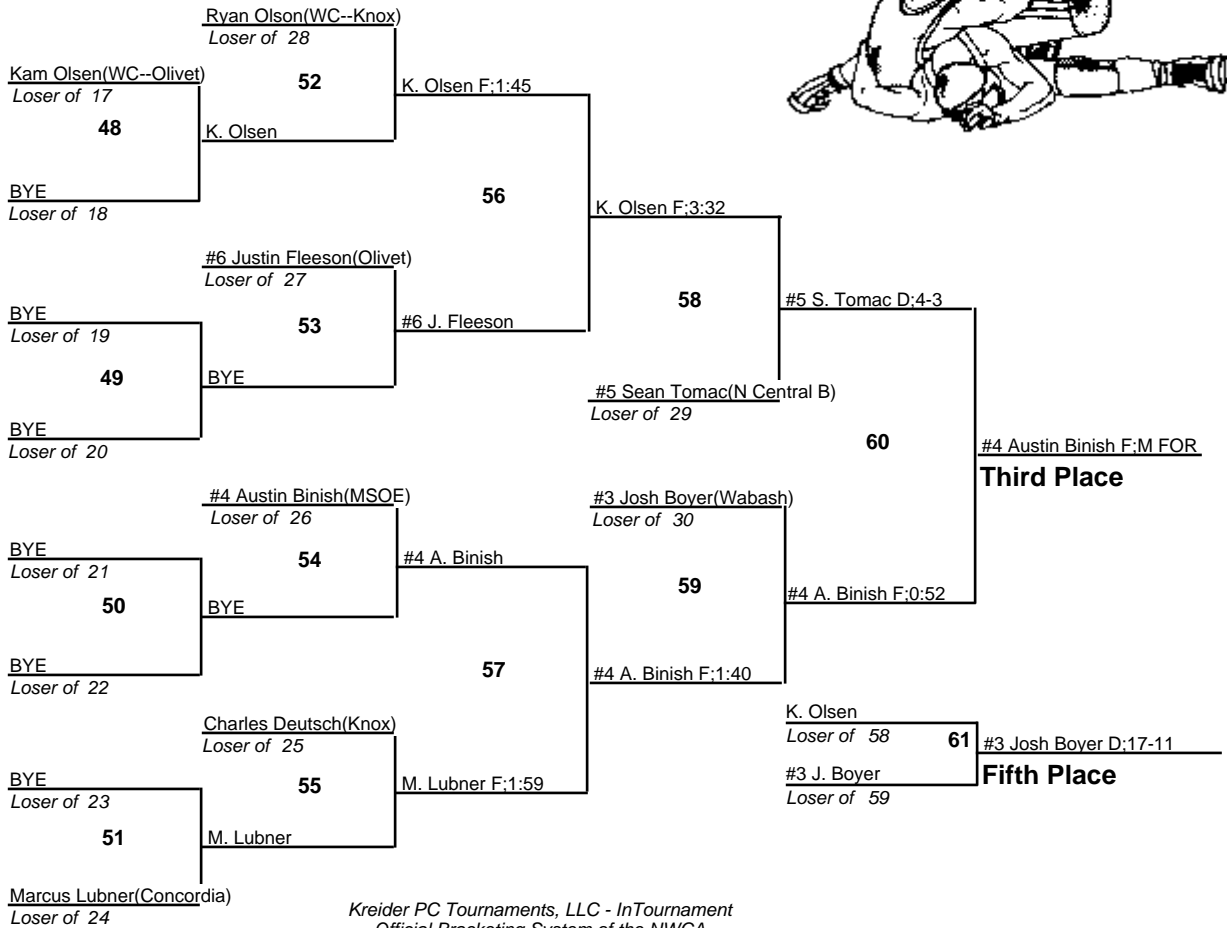 Ryan Olson(WC--Knox)
Loser of 28
Kam Olsen(WC--Olivet)
Loser of 17
52
K. Olsen F;1:45
48
K. Olsen
BYE
Loser of 18
56
K. Olsen F;3:32
#6 Justin Fleeson(Olivet)
Loser of 27
58
#5 S. Tomac D;4-3
BYE
Loser of 19
53
#6 J. Fleeson
49
BYE
#5 Sean Tomac(N Central B)
Loser of 29
BYE
Loser of 20
60
#4 Austin Binish F;M FOR
Third Place
#4 Austin Binish(MSOE)
Loser of 26
#3 Josh Boyer(Wabash)
Loser of 30
BYE
Loser of 21
54
#4 A. Binish
59
50
BYE
#4 A. Binish F;0:52
BYE
Loser of 22
57
#4 A. Binish F;1:40
Charles Deutsch(Knox)
Loser of 25
K. Olsen
Loser of 58
61
#3 Josh Boyer D;17-11
Fifth Place
#3 J. Boyer
Loser of 59
BYE
Loser of 23
55
M. Lubner F;1:59
51
M. Lubner
Marcus Lubner(Concordia)
Loser of 24
Kreider PC Tournaments, LLC - InTournament
Official Bracketing System of the NWCA